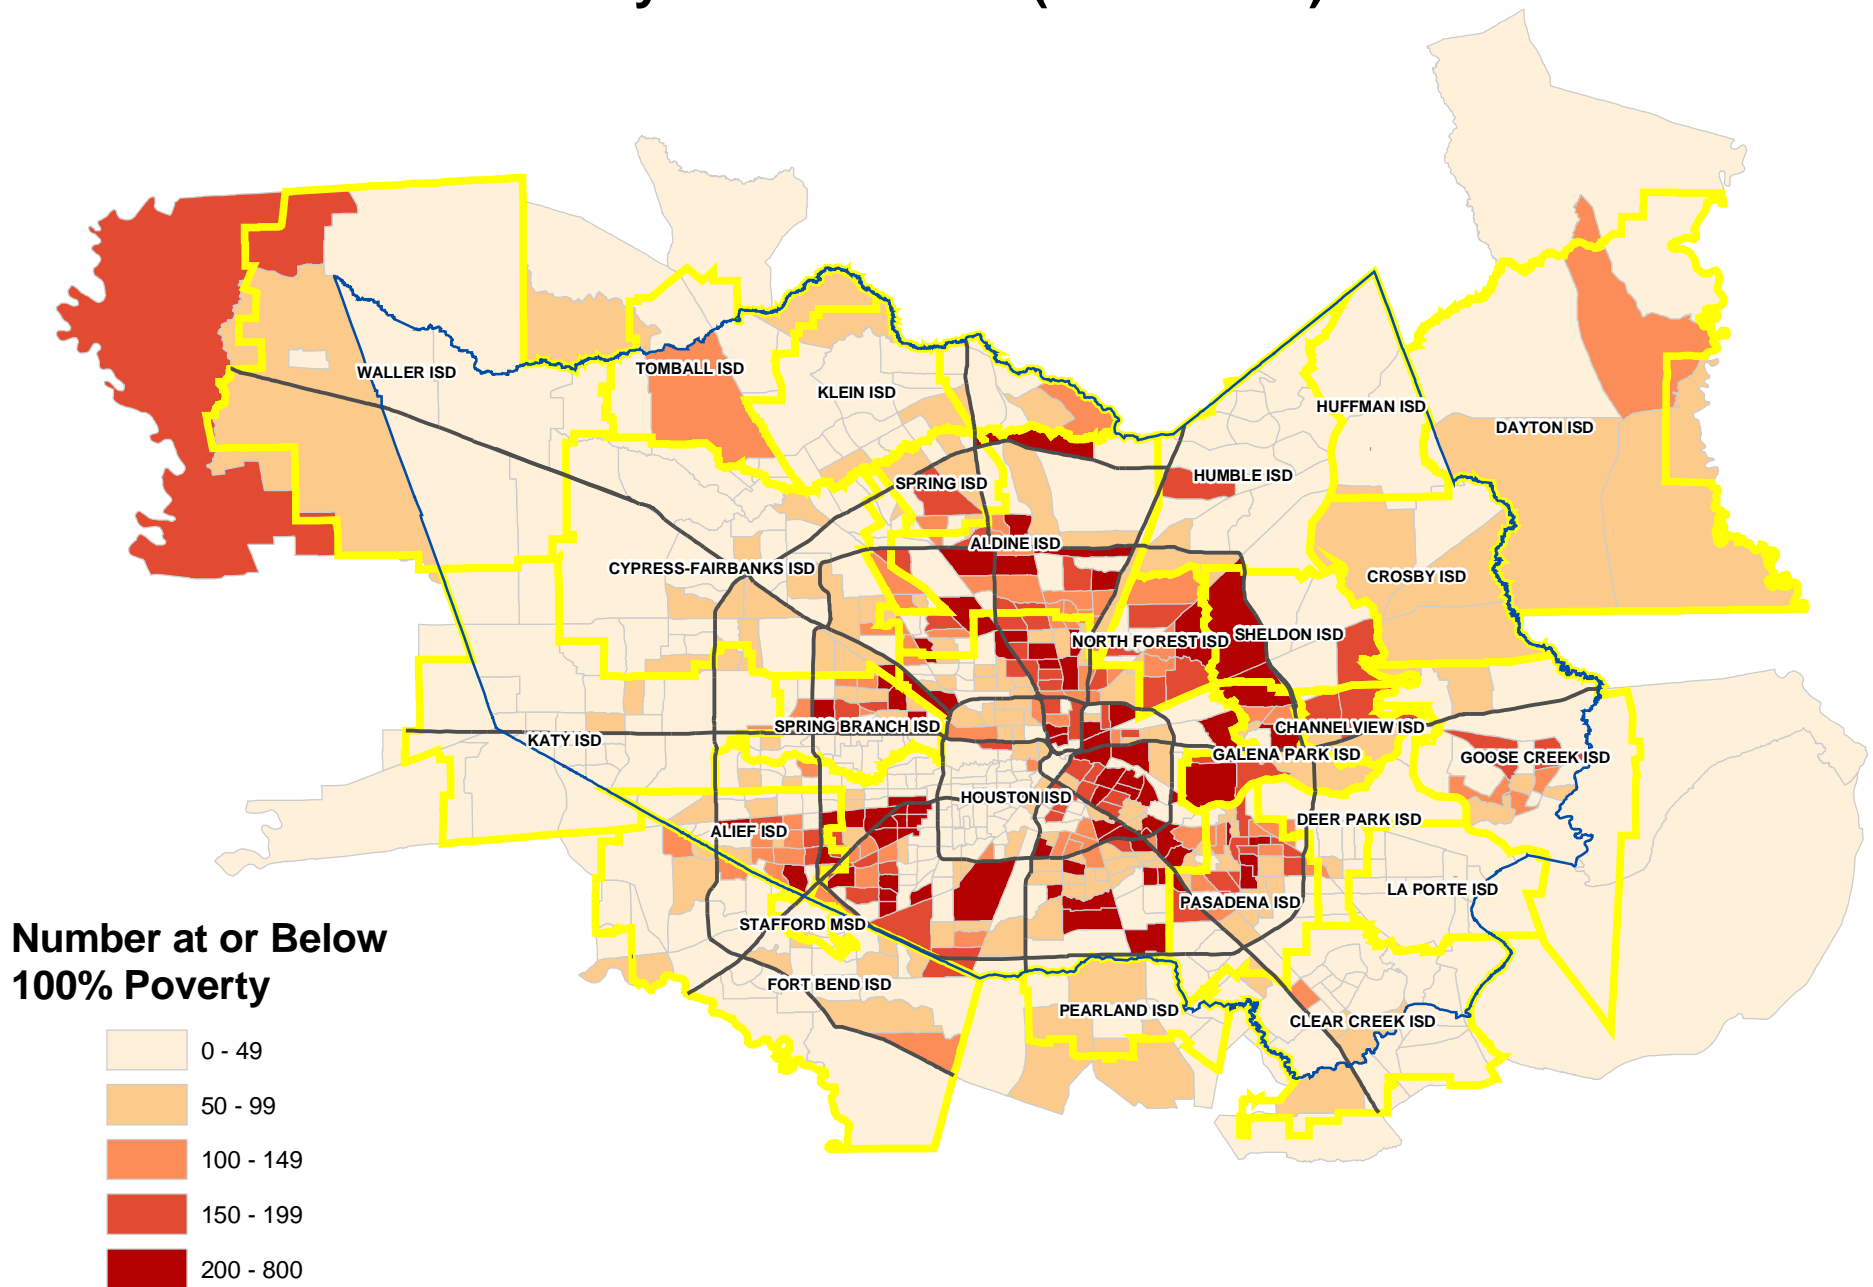 WALLER ISD
TOMBALL ISD
KLEIN ISD
HUFFMAN ISD
DAYTON ISD
SPRING ISD
HUMBLE ISD
ALDINE ISD
CYPRESS-FAIRBANKS ISD
CROSBY ISD
NORTH FOREST ISD
SHELDON ISD
SPRING BRANCH ISD
CHANNELVIEW ISD
KATY ISD
GALENA PARK ISD
GOOSE CREEK ISD
HOUSTON ISD
ALIEF ISD
DEER PARK ISD
LA PORTE ISD
PASADENA ISD
STAFFORD MSD
FORT BEND ISD
PEARLAND ISD
CLEAR CREEK ISD
Number at or Below
100% Poverty
0 - 49
50 - 99
100 - 149
150 - 199
200 - 800